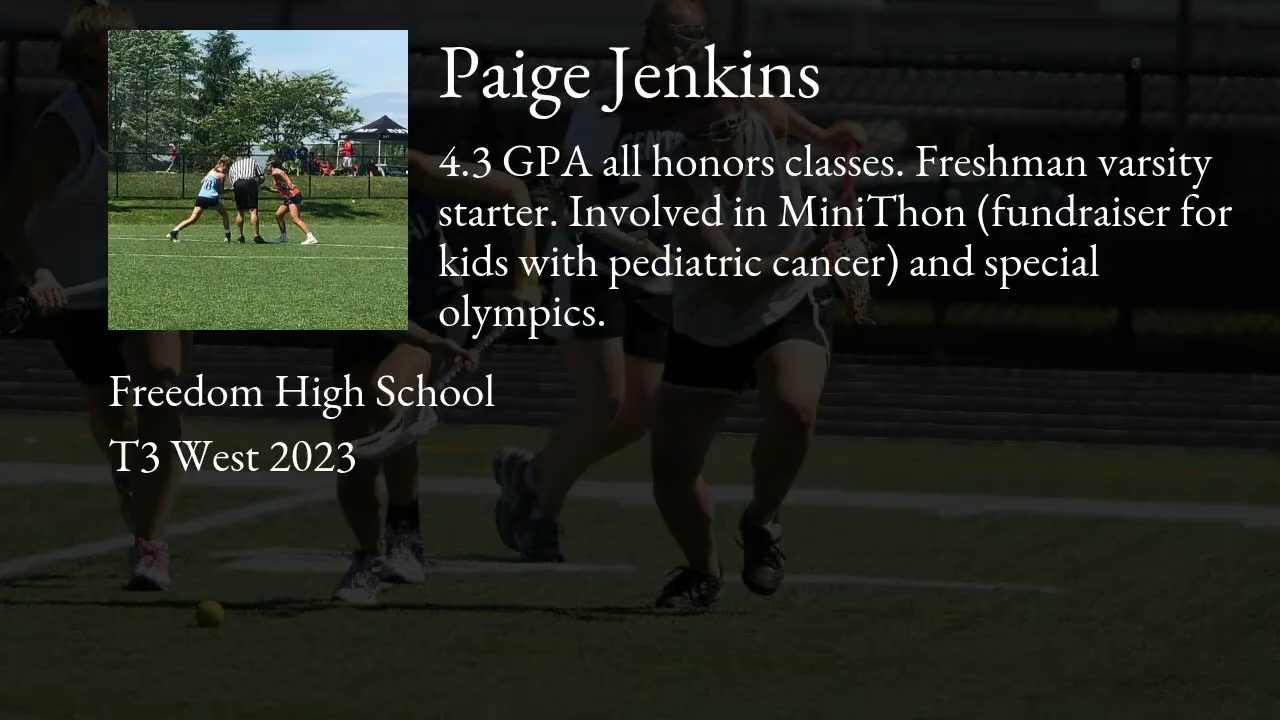 Paige Jenkins
4.3 GPA all honors classes. Freshman varsity
starter. Involved in MiniThon (fundraiser for
kids with pediatric cancer) and special
olympics.
Freedom High School
T3 West 2023